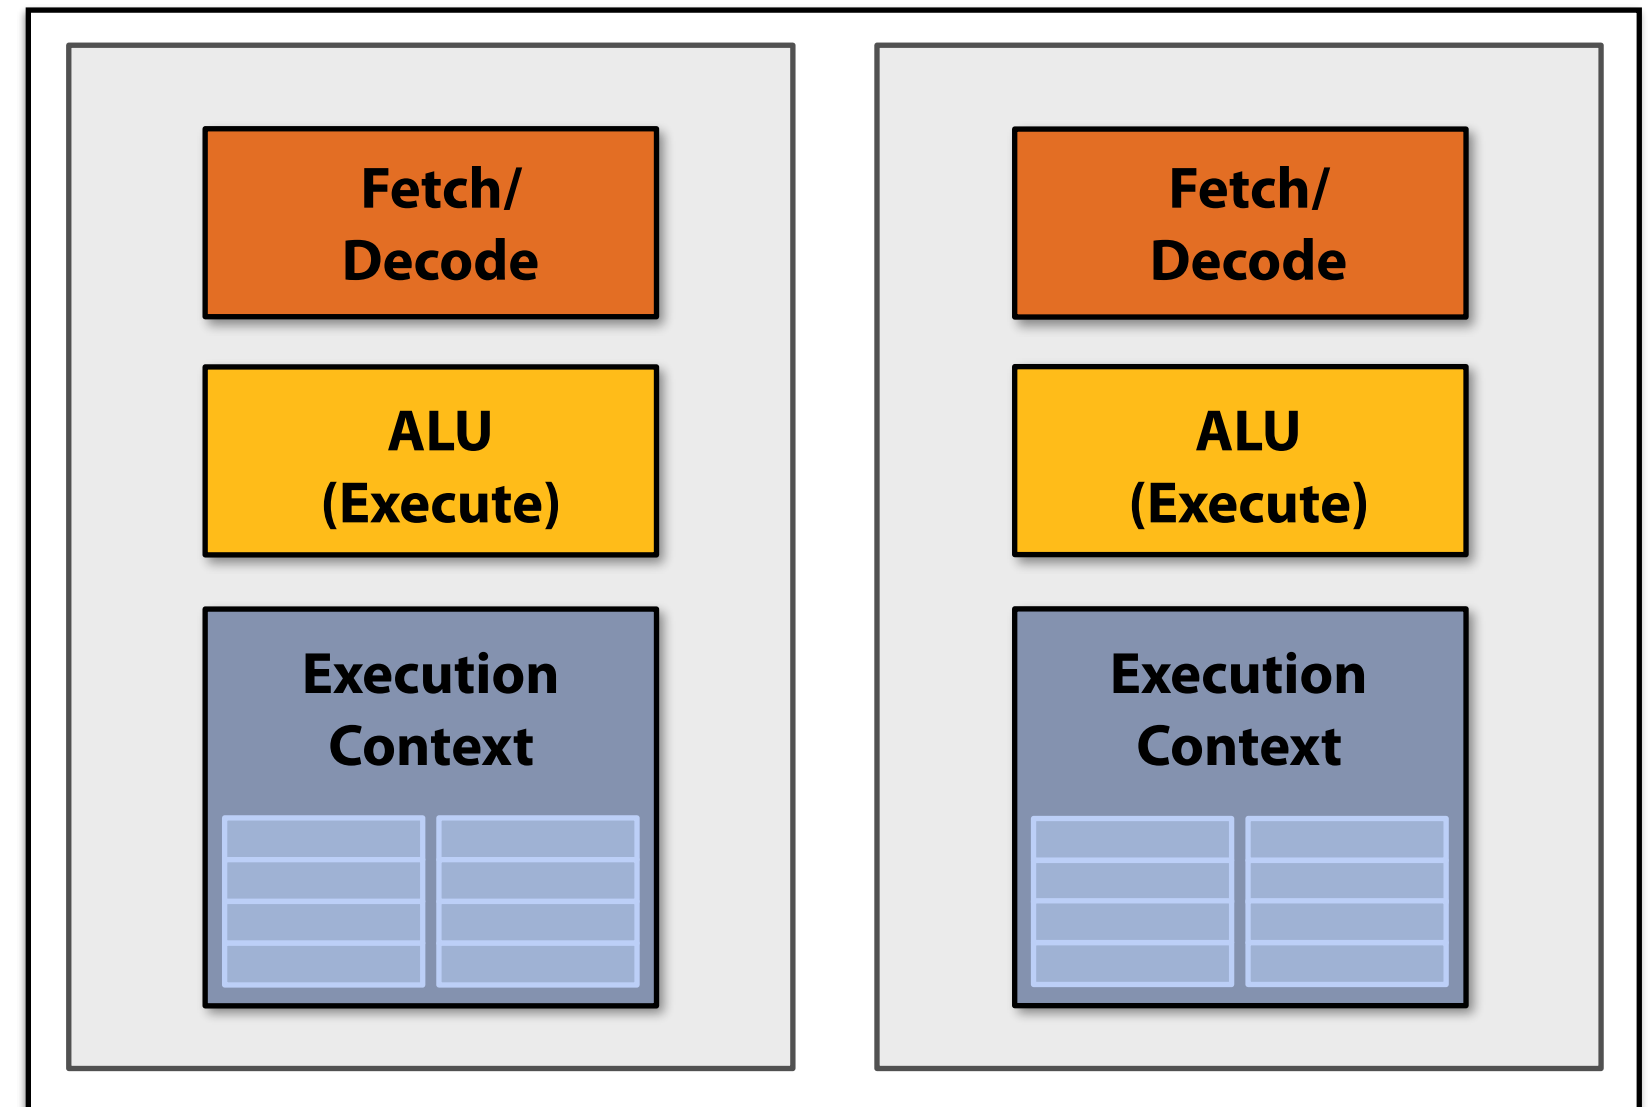 Fetch/
Decode
ALU
(Execute)
Execution
Context
Fetch/
Decode
ALU
(Execute)
Execution
Context